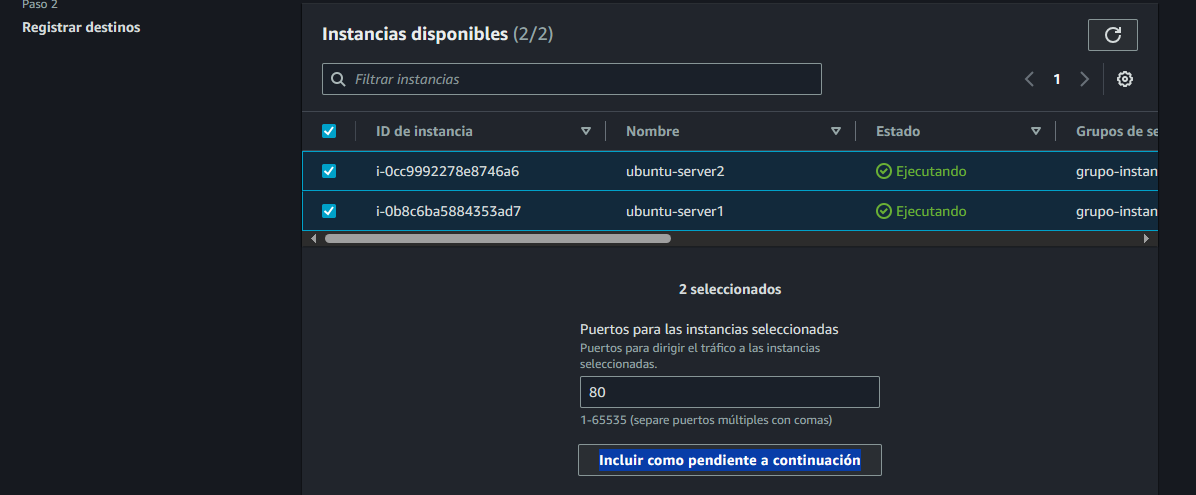 Paso 2
Registrar destinos
Instancias disponibles (2/2)
Filtrar instancias
1
ID de instancia Nombre Estado Grupos de se
i-0cc9992278e8746a6 ubuntu-server2 Ejecutando grupo-instan
i-0b8c6ba5884353ad7 ubuntu-server1 Ejecutando grupo-instan
2 seleccionados
Puertos para las instancias seleccionadas
Puertos para dirigir el tráfico a las instancias
seleccionadas.
80
1-65535 (separe puertos múltiples con comas)
Incluir como pendiente a continuación